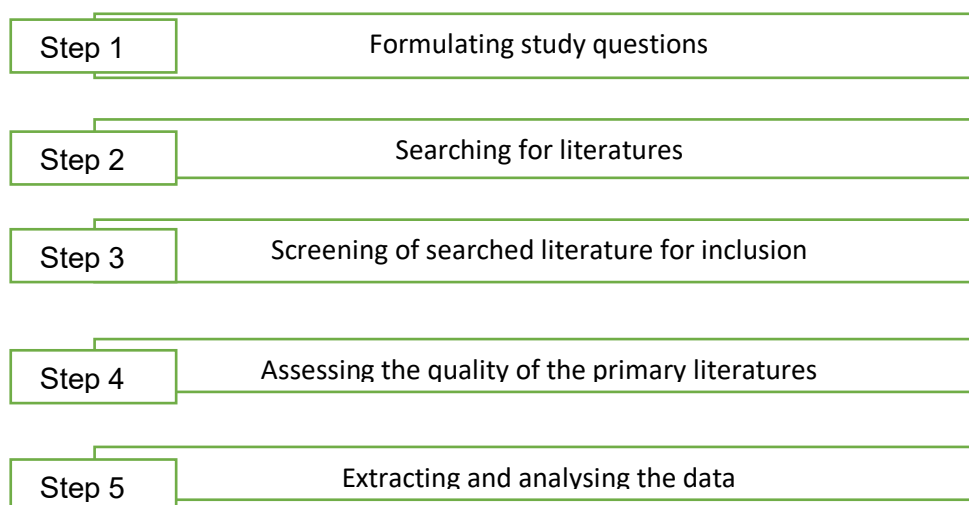 Step 1
Formulating study questions
Step 2
Searching for literatures
Step 3
Screening of searched literature for inclusion
Step 4
Assessing the quality of the primary literatures
Step 5
Extracting and analysing the data